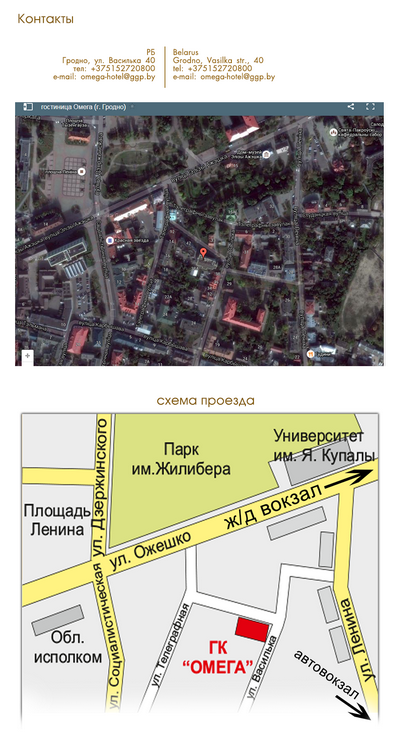 Контакты
РБ
Гродно, ул. Василька 40
тел: +375152720800
e-mail: omega-hotel@ggp.by
Belarus
Grodno, Vasilka str., 40
tel: +375152720800
e-mail: omega-hotel@ggp.by
гостиница Омега (г. Гродно)
Красная звезда
схема проезда
Парк
им.Жилибера
Университет
им. Я. Купалы
Площадь
Ленина
ул. Дзержинского
ул. Ожешко
ж/д вокзал
Обл.
исполком
ул. Социалистическая
ул. Телеграфная
ГК
“ОМЕГА”
ул. Василька
ул. Ленина
автовокзал